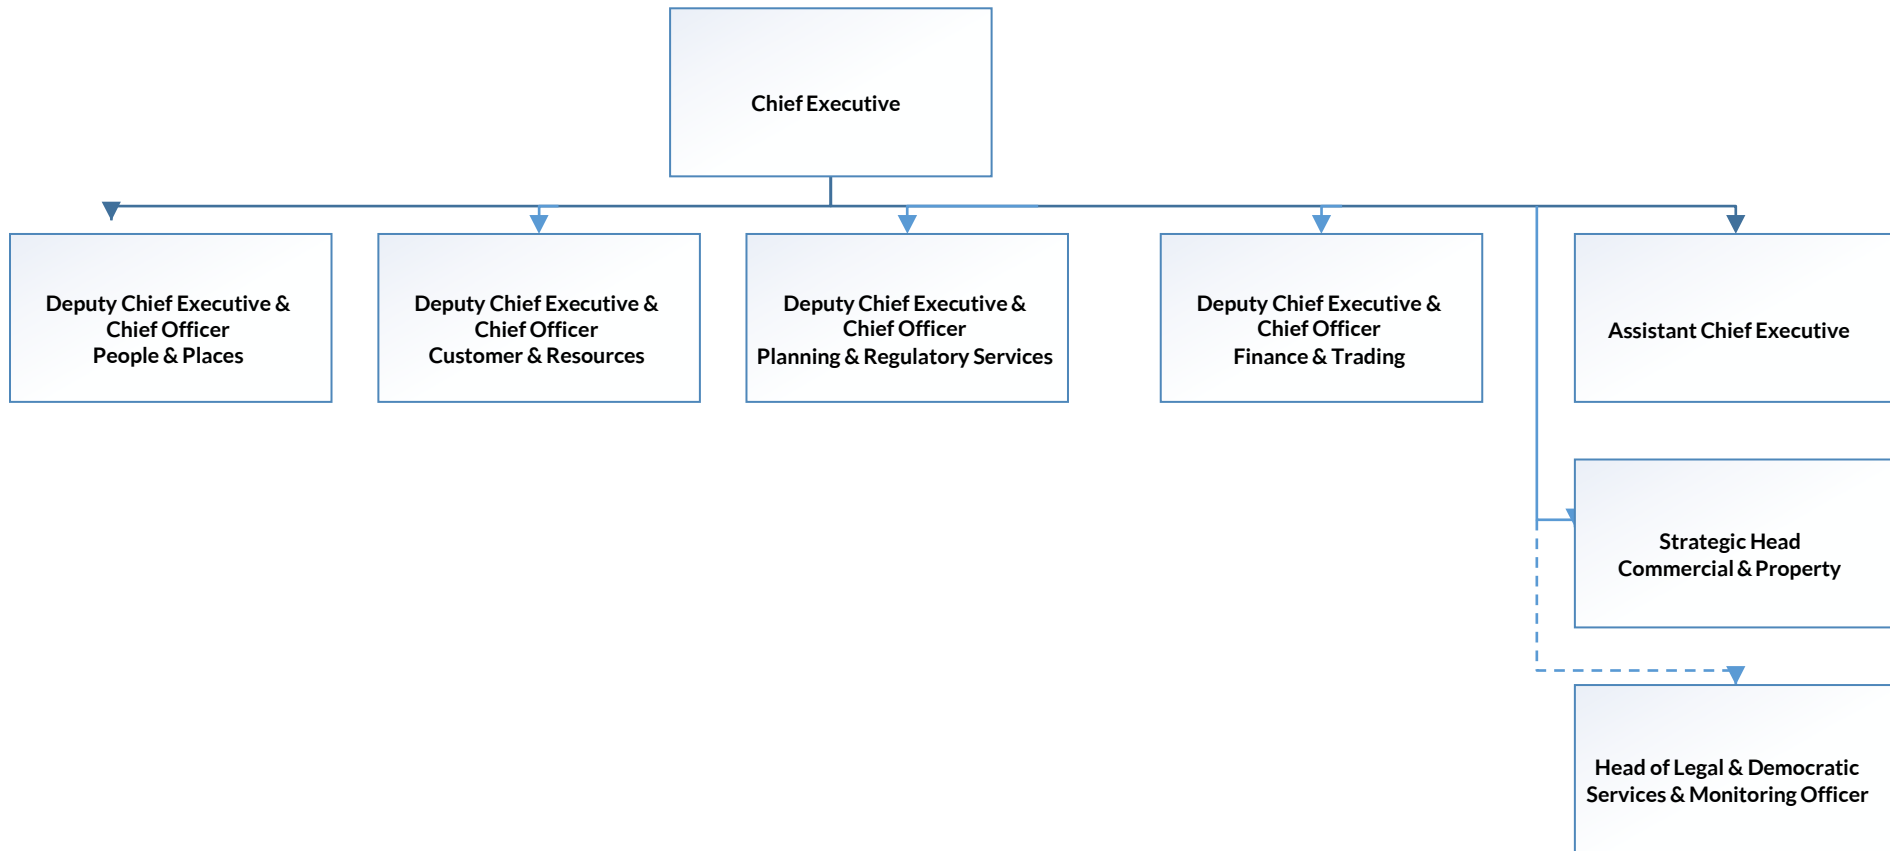 Chief Executive
Deputy Chief Executive &
Chief Officer
People & Places
Deputy Chief Executive &
Chief Officer
Customer & Resources
Deputy Chief Executive &
Chief Officer
Planning & Regulatory Services
Deputy Chief Executive &
Chief Officer
Finance & Trading
Assistant Chief Executive
Strategic Head
Commercial & Property
Head of Legal & Democratic
Services & Monitoring Officer